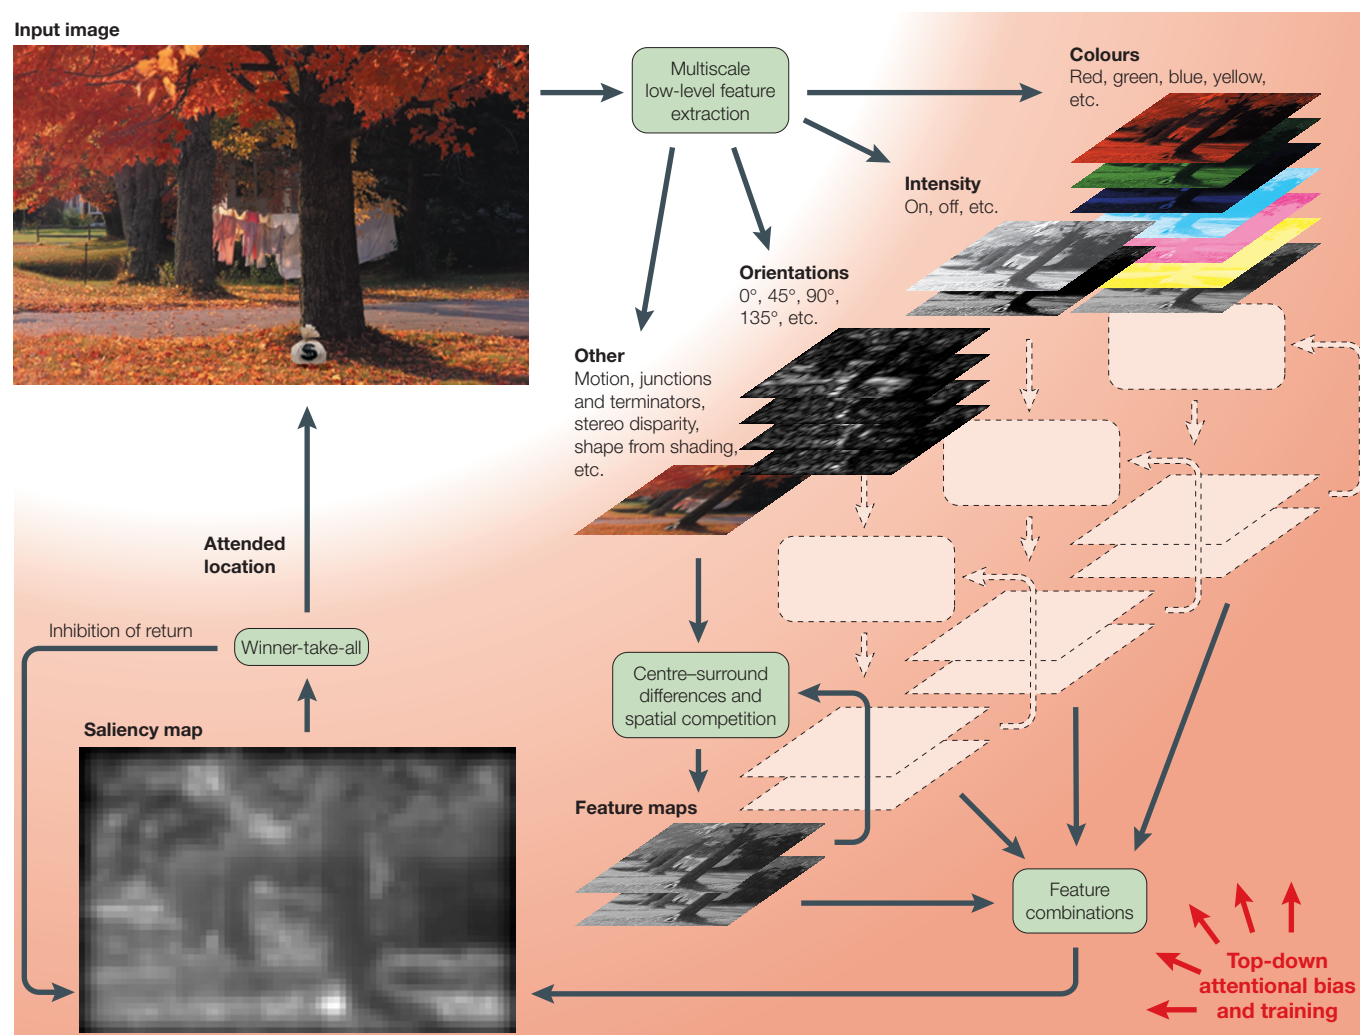 Input image
$
Multiscale
low-level feature
extraction
Colours
Red, green, blue, yellow,
etc.
Intensity
On, off, etc.
Orientations
0°, 45°, 90°,
135°, etc.
Other
Motion, junctions
and terminators,
stereo disparity,
shape from shading,
etc.
Attended
location
Inhibition of return
Winner-take-all
Centre–surround
differences and
spatial competition
Saliency map
Feature maps
Feature
combinations
Top-down
attentional bias
and training